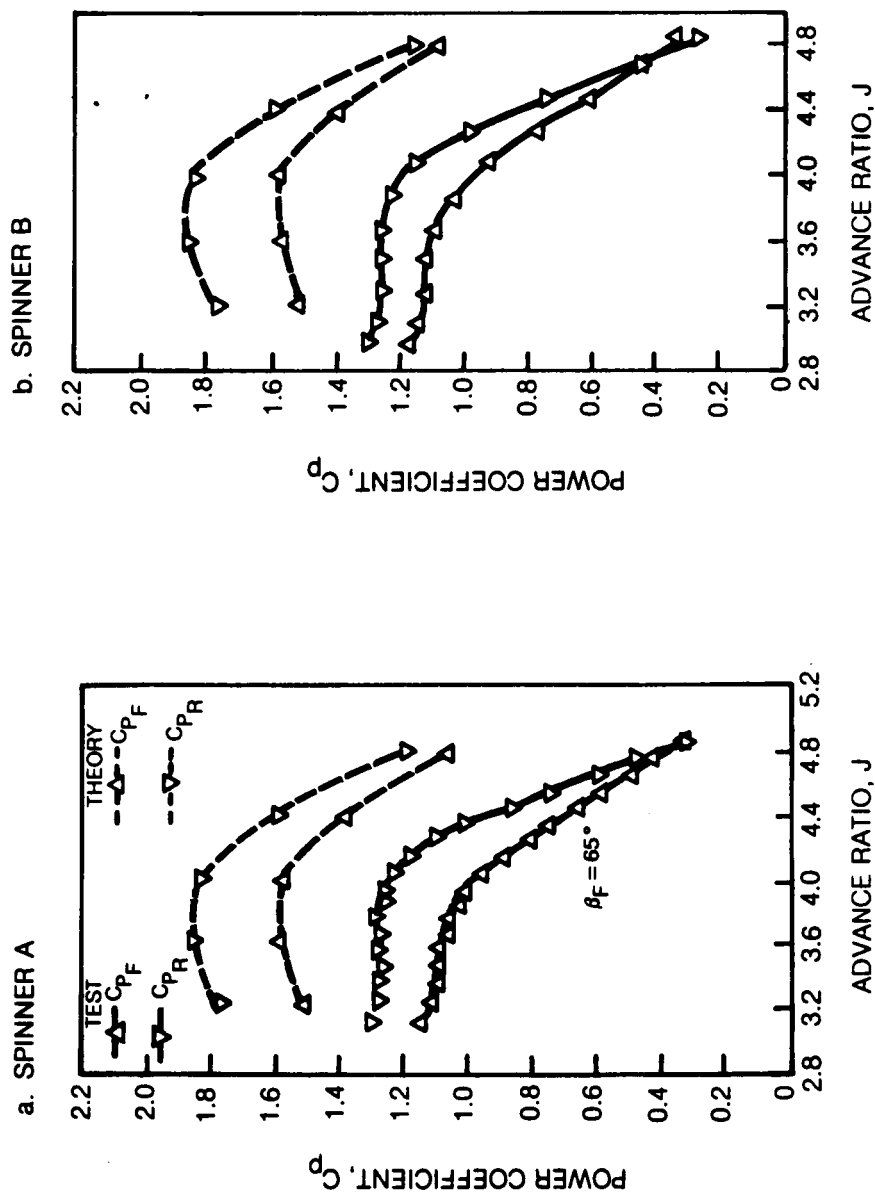 a. SPINNER A
TEST
C_{P_F}
C_{P_R}
THEORY
C_{P_F}
C_{P_R}
2.2
2.0
1.8
1.6
1.4
1.2
1.0
0.8
0.6
0.4
0.2
0
POWER COEFFICIENT, C_p
β_F = 65°
2.8
3.2
3.6
4.0
4.4
4.8
5.2
ADVANCE RATIO, J
b. SPINNER B
2.2
2.0
1.8
1.6
1.4
1.2
1.0
0.8
0.6
0.4
0.2
0
POWER COEFFICIENT, C_p
2.8
3.2
3.6
4.0
4.4
4.8
ADVANCE RATIO, J